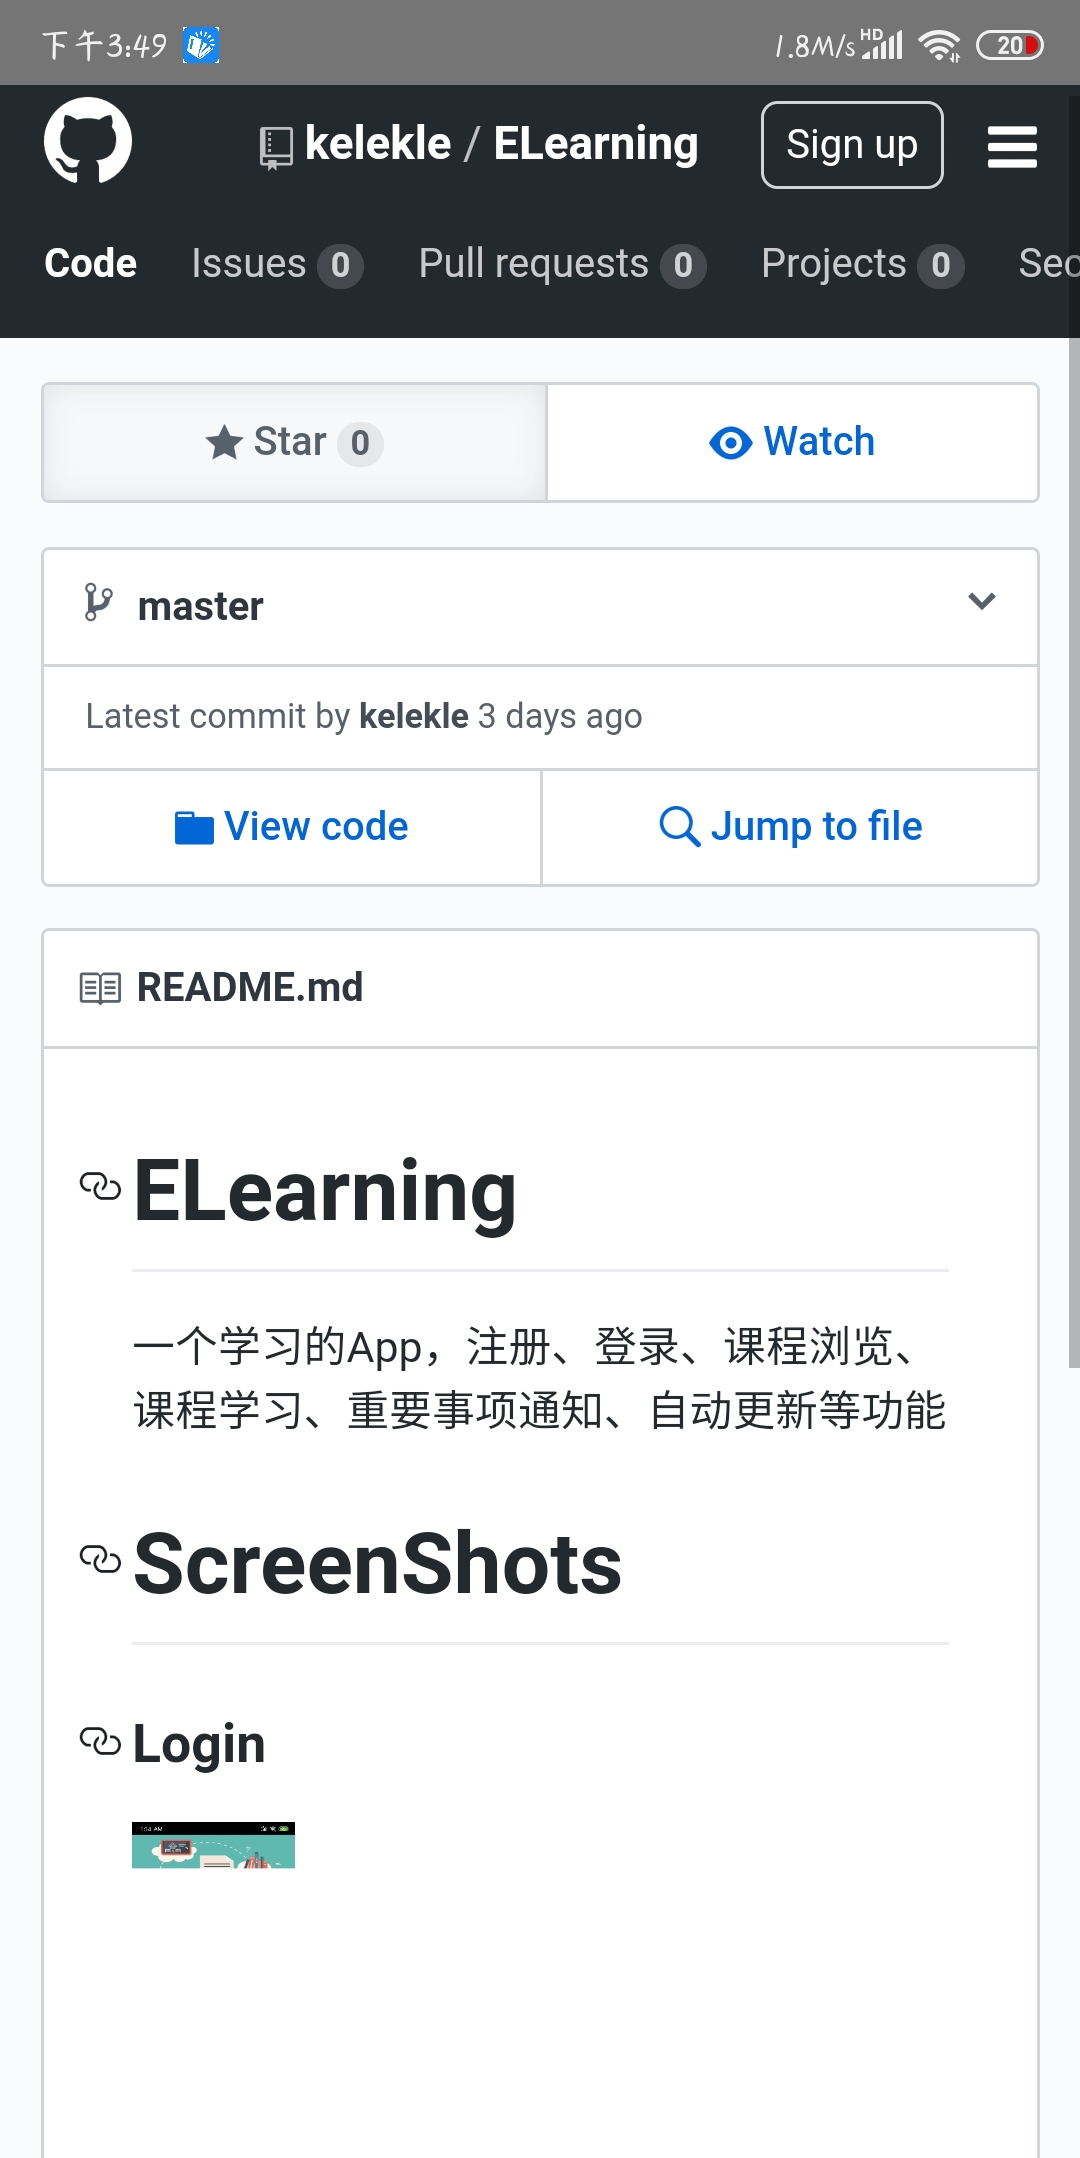 下午3:49
1.8M/s HD 20
kelekle / ELearning
Sign up
Code Issues 0 Pull requests 0 Projects 0 Sec
Star 0
Watch
master
Latest commit by kelekle 3 days ago
View code
Jump to file
README.md
ELearning
一个学习的App，注册、登录、课程浏览、
课程学习、重要事项通知、自动更新等功能
ScreenShots
Login
1:14 AM